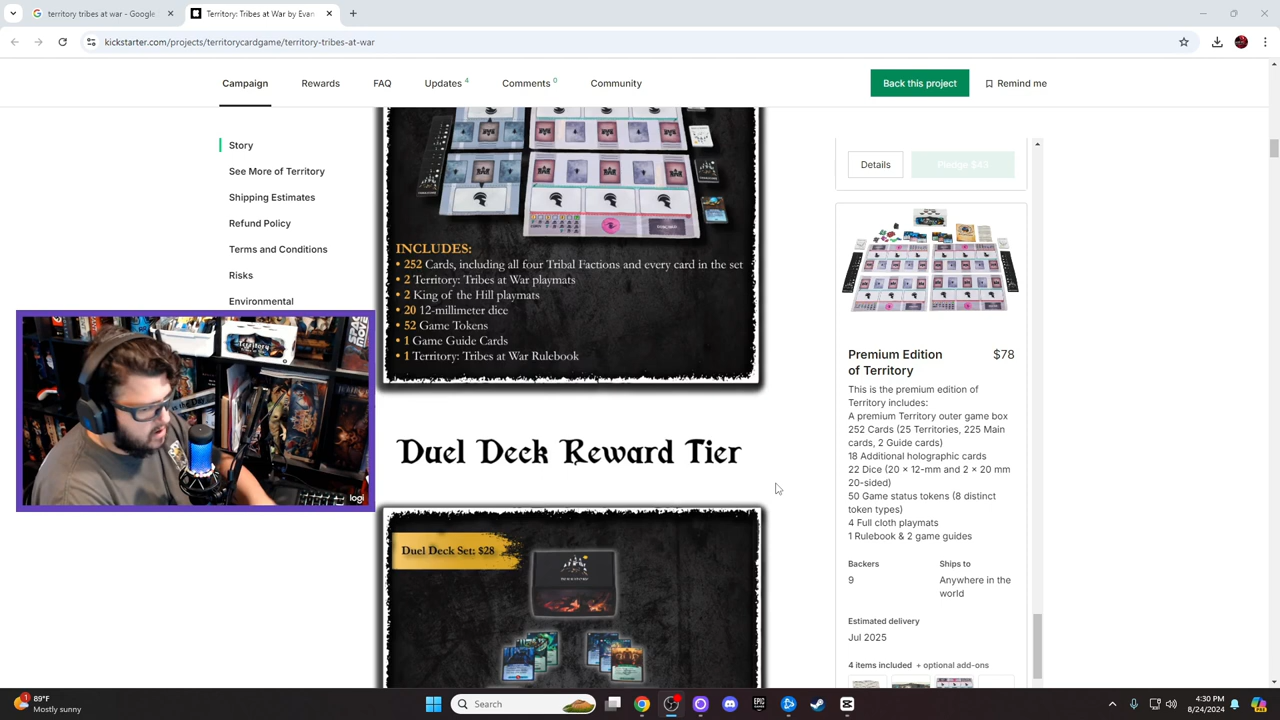 territory tribes at war - Google
Territory: Tribes at War by Evan
kickstarter.com/projects/territorycardgame/territory-tribes-at-war
Campaign
Rewards
FAQ
Updates 4
Comments 0
Community
Back this project
Remind me
Story
See More of Territory
Shipping Estimates
Refund Policy
Terms and Conditions
Risks
Environmental
INCLUDES:
• 252 Cards, including all four Tribal Factions and every card in the set
• 2 Territory: Tribes at War playmats
• 2 King of the Hill playmats
• 20 12-millimeter dice
• 52 Game Tokens
• 1 Game Guide Cards
• 1 Territory: Tribes at War Rulebook
Duel Deck Reward Tier
Duel Deck Set: $28
Territory
logi
Details
Pledge $43
Premium Edition of Territory
$78
This is the premium edition of
Territory includes:
A premium Territory outer game box
252 Cards (25 Territories, 225 Main
cards, 2 Guide cards)
18 Additional holographic cards
22 Dice (20 x 12-mm and 2 x 20 mm
20-sided)
50 Game status tokens (8 distinct
token types)
4 Full cloth playmats
1 Rulebook & 2 game guides
Backers
Ships to
9
Anywhere in the
world
Estimated delivery
Jul 2025
4 items included + optional add-ons
1
89°F
Mostly sunny
Search
4:30 PM
8/24/2024